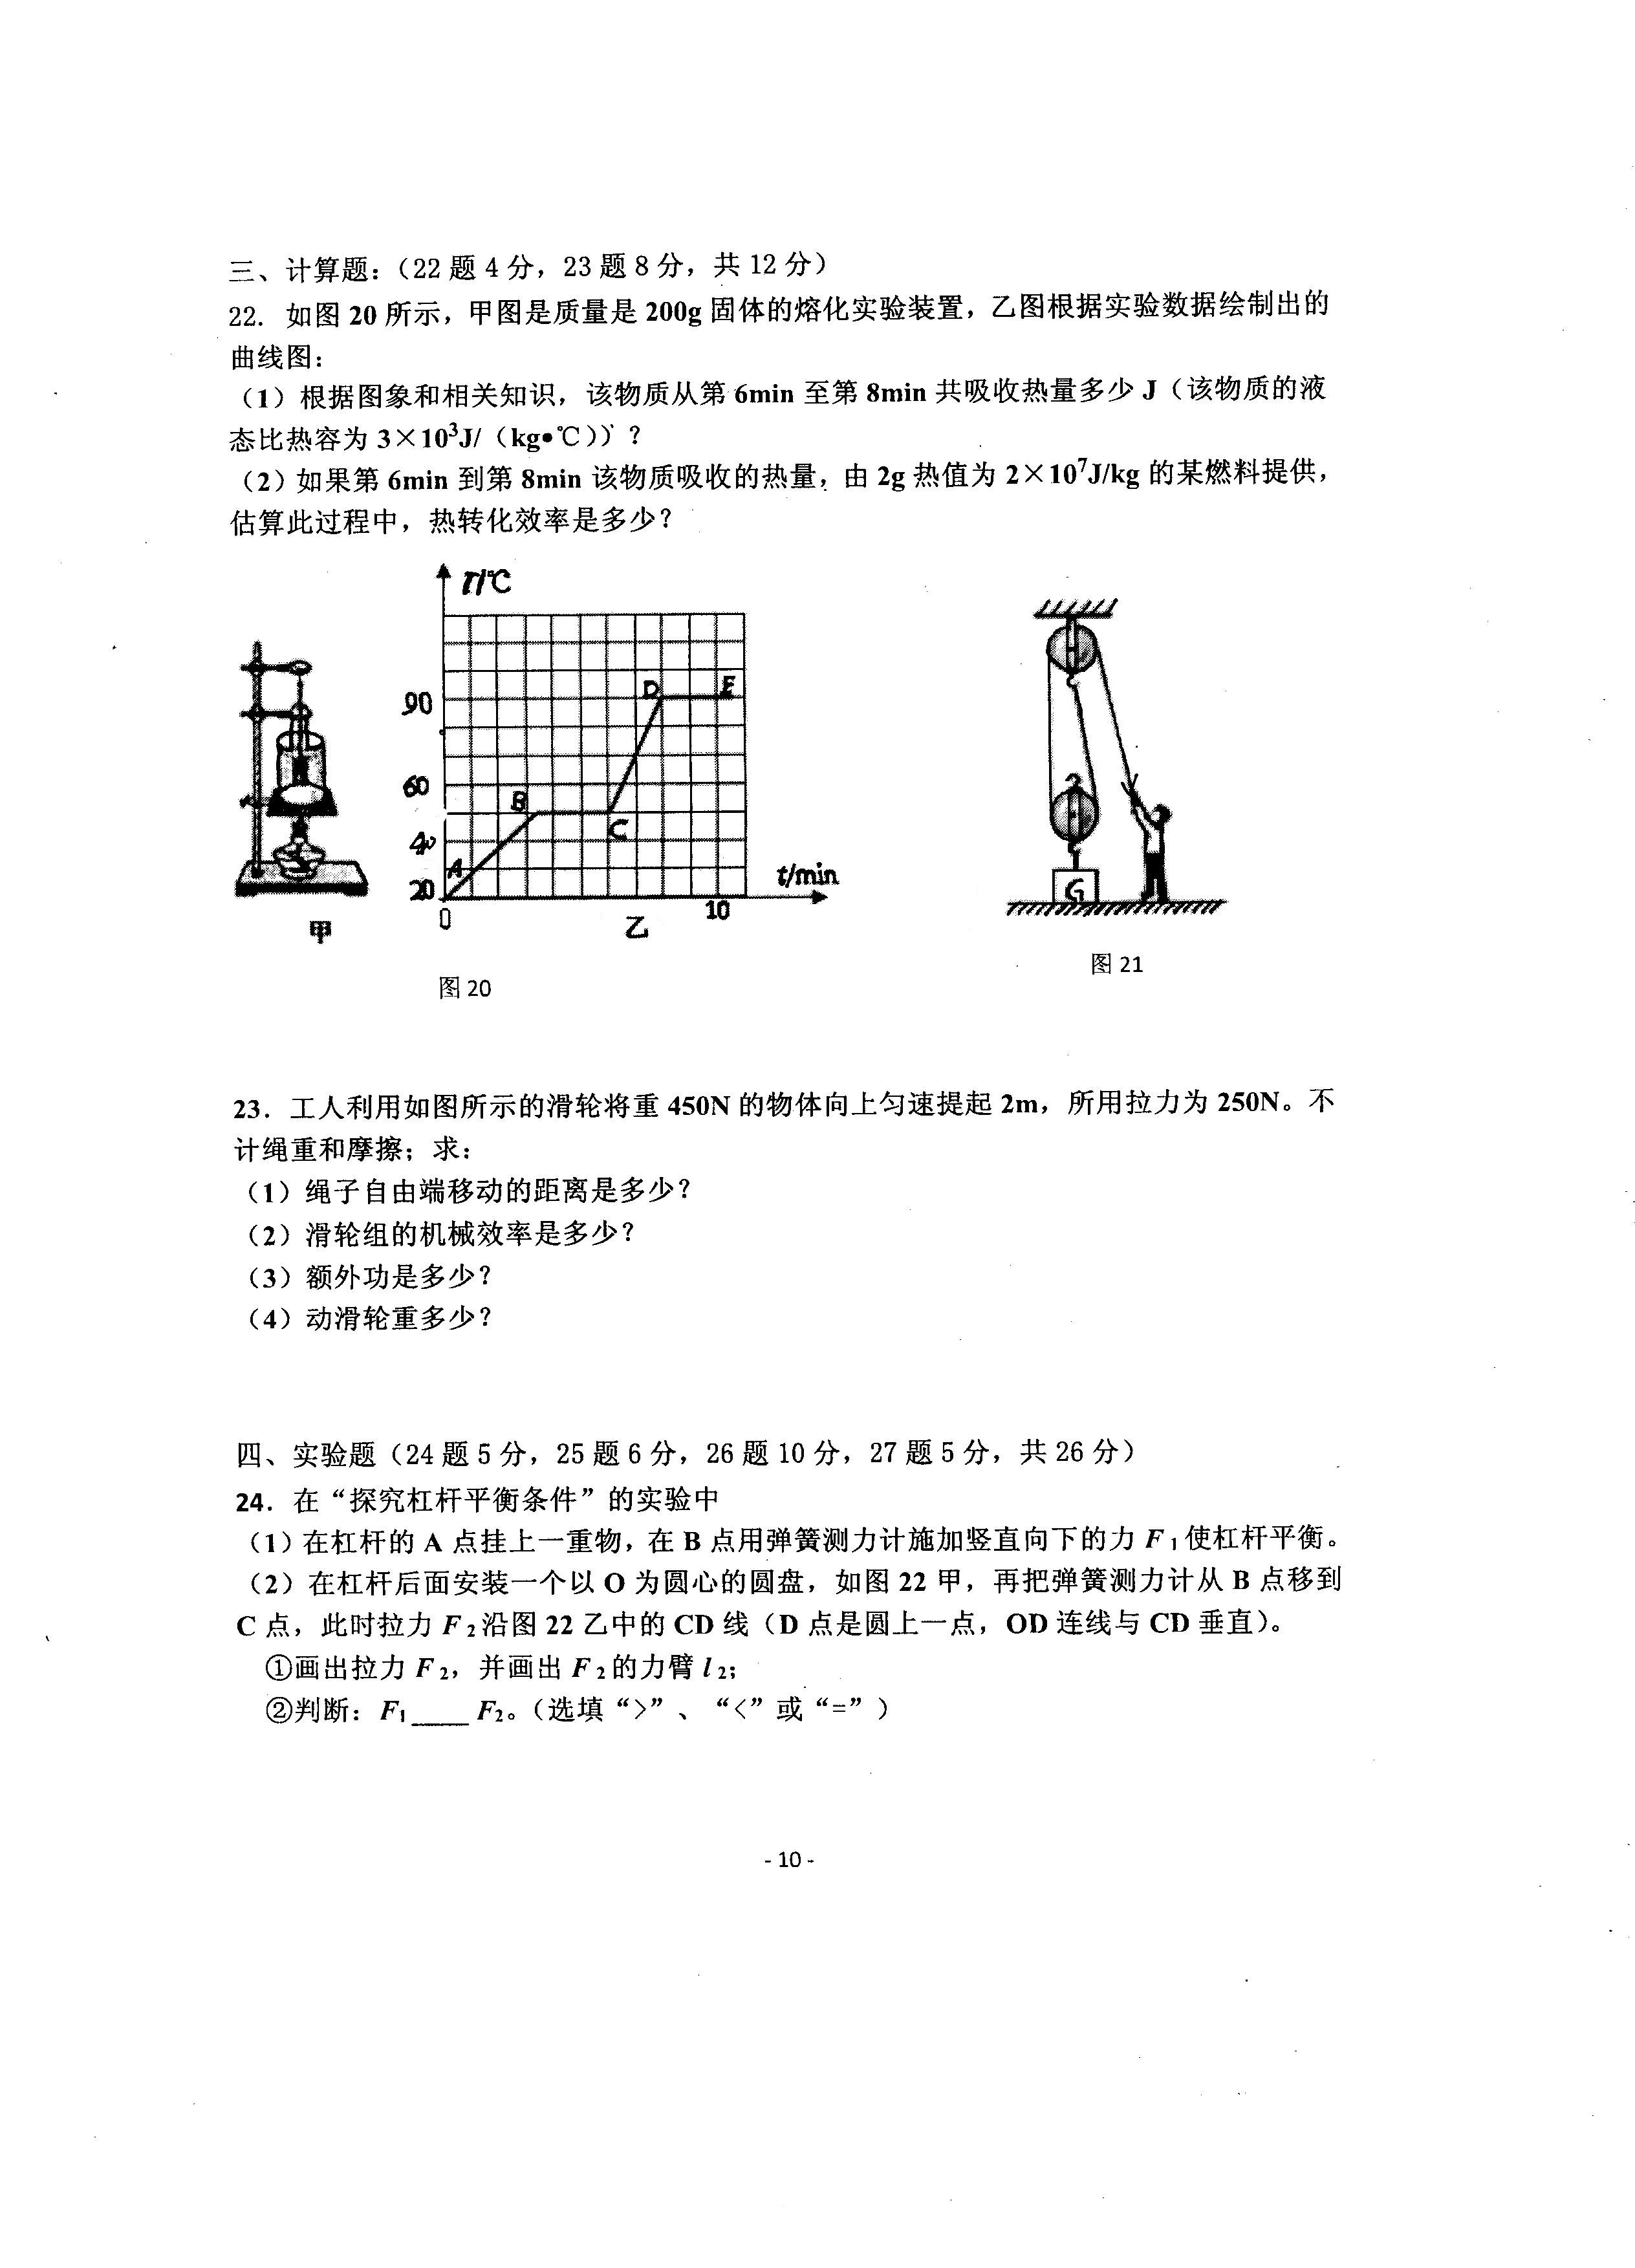 三、计算题：（22 题 4 分，23 题 8 分，共 12 分）
22. 如图 20 所示，甲图是质量是 200g 固体的熔化实验装置，乙图根据实验数据绘制出的
曲线图：
（1）根据图象和相关知识，该物质从第 6min 至第 8min 共吸收热量多少 J（该物质的液
态比热容为 3×10³J/（kg•℃））？
（2）如果第 6min 到第 8min 该物质吸收的热量，由 2g 热值为 2×10⁷J/kg 的某燃料提供，
估算此过程中，热转化效率是多少？
T/℃
90
60
40
20
0
10
t/min
A
B
C
D
E
甲
乙
图 20
G
图 21
23．工人利用如图所示的滑轮将重 450N 的物体向上匀速提起 2m，所用拉力为 250N。不
计绳重和摩擦；求：
（1）绳子自由端移动的距离是多少？
（2）滑轮组的机械效率是多少？
（3）额外功是多少？
（4）动滑轮重多少？
四、实验题（24 题 5 分，25 题 6 分，26 题 10 分，27 题 5 分，共 26 分）
24．在“探究杠杆平衡条件”的实验中
（1）在杠杆的 A 点挂上一重物，在 B 点用弹簧测力计施加竖直向下的力 F₁使杠杆平衡。
（2）在杠杆后面安装一个以 O 为圆心的圆盘，如图 22 甲，再把弹簧测力计从 B 点移到
C 点，此时拉力 F₂沿图 22 乙中的 CD 线（D 点是圆上一点，OD 连线与 CD 垂直）。
①画出拉力 F₂，并画出 F₂的力臂 l₂；
②判断：F₁____ F₂。（选填“>”、“<”或“=”）
- 10 -